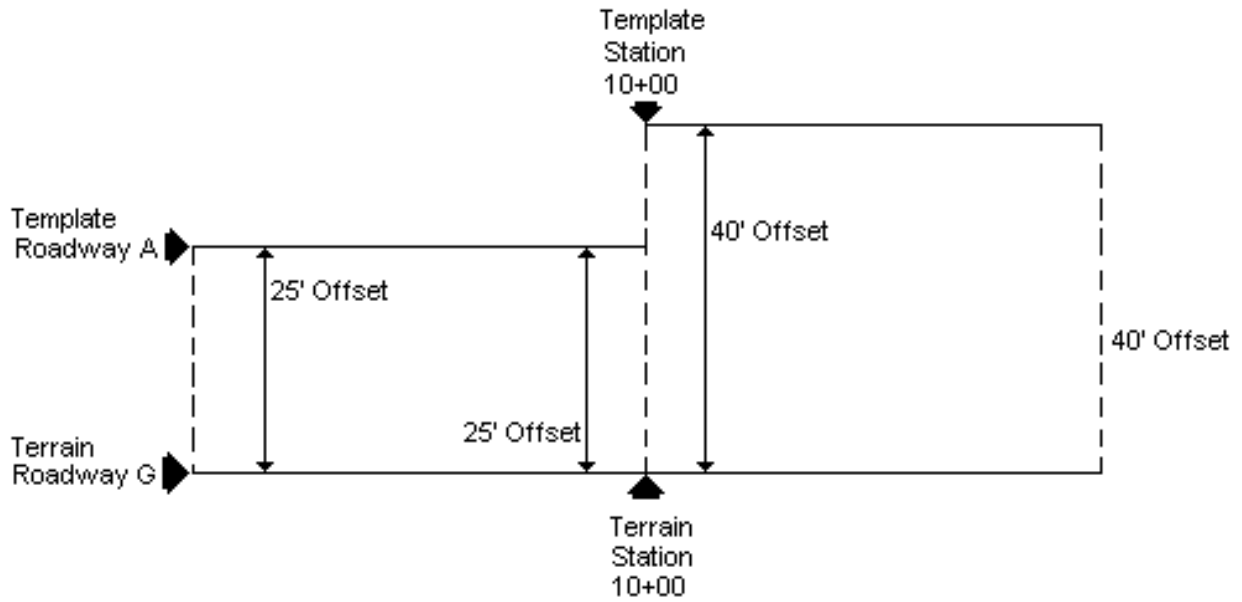 Template
Station
10+00
Template
Roadway A
40' Offset
25' Offset
40' Offset
25' Offset
Terrain
Roadway G
Terrain
Station
10+00